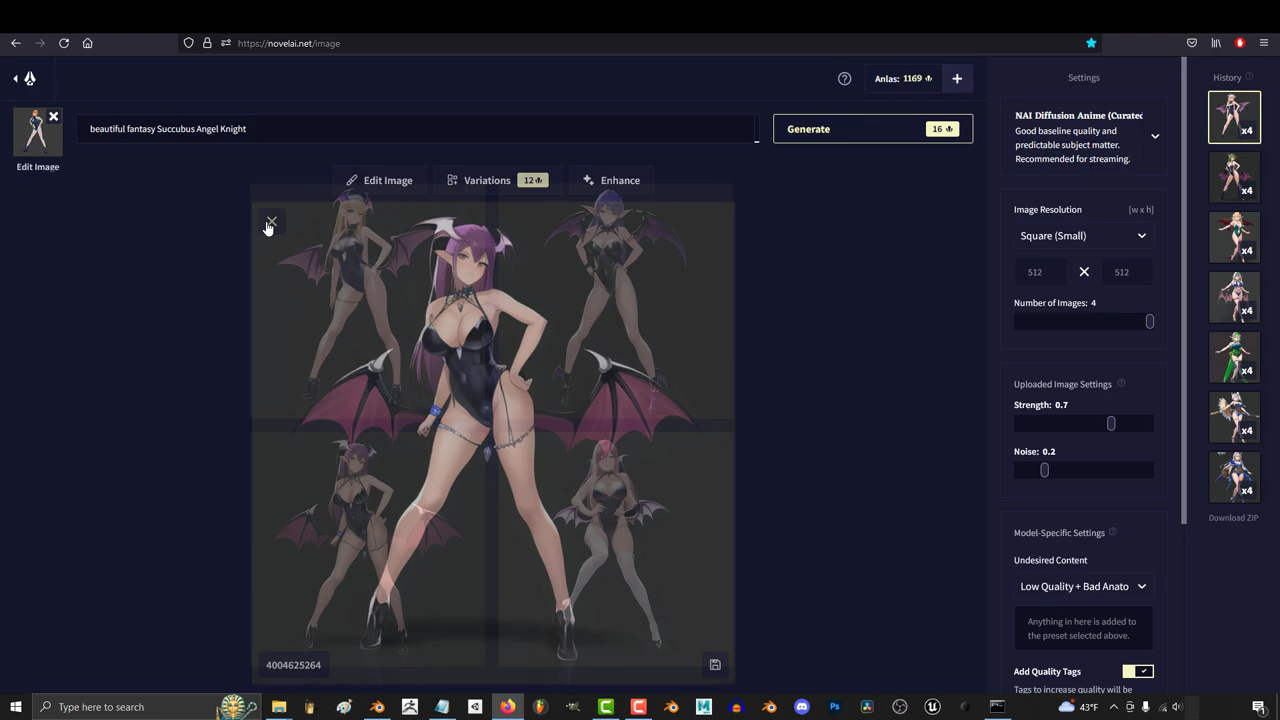 https://novelai.net/image
Anlas: 1169
beautiful fantasy Succubus Angel Knight
Generate
16
Edit Image
Edit Image
Variations
12
Enhance
4004625264
Settings
NAI Diffusion Anime (Curated
Good baseline quality and
predictable subject matter.
Recommended for streaming.
Image Resolution
[w x h]
Square (Small)
512
512
Number of Images: 4
Uploaded Image Settings
Strength: 0.7
Noise: 0.2
Model-Specific Settings
Undesired Content
Low Quality + Bad Anato
Anything in here is added to
the preset selected above.
Add Quality Tags
Tags to increase quality will be
History
x4
x4
x4
x4
x4
x4
x4
Download ZIP
Type here to search
43°F